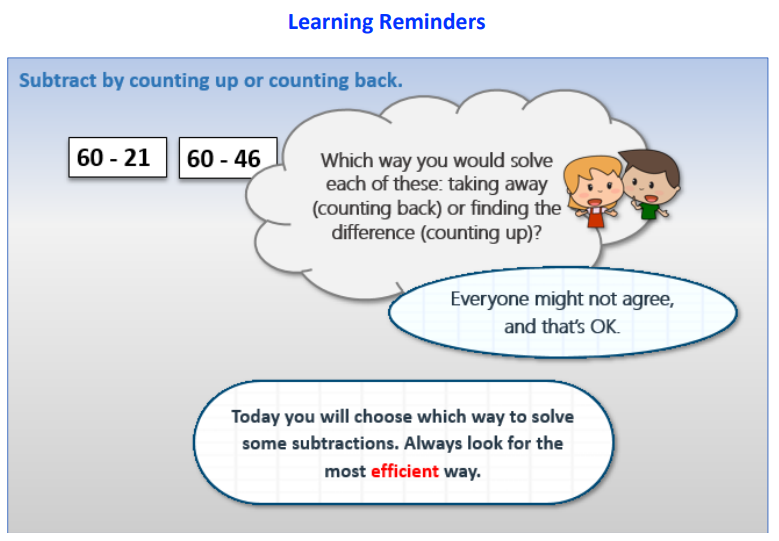 Learning Reminders
Subtract by counting up or counting back.
60 - 21
60 - 46
Which way you would solve
each of these: taking away
(counting back) or finding the
difference (counting up)?
Everyone might not agree,
and that's OK.
Today you will choose which way to solve
some subtractions. Always look for the
most efficient way.